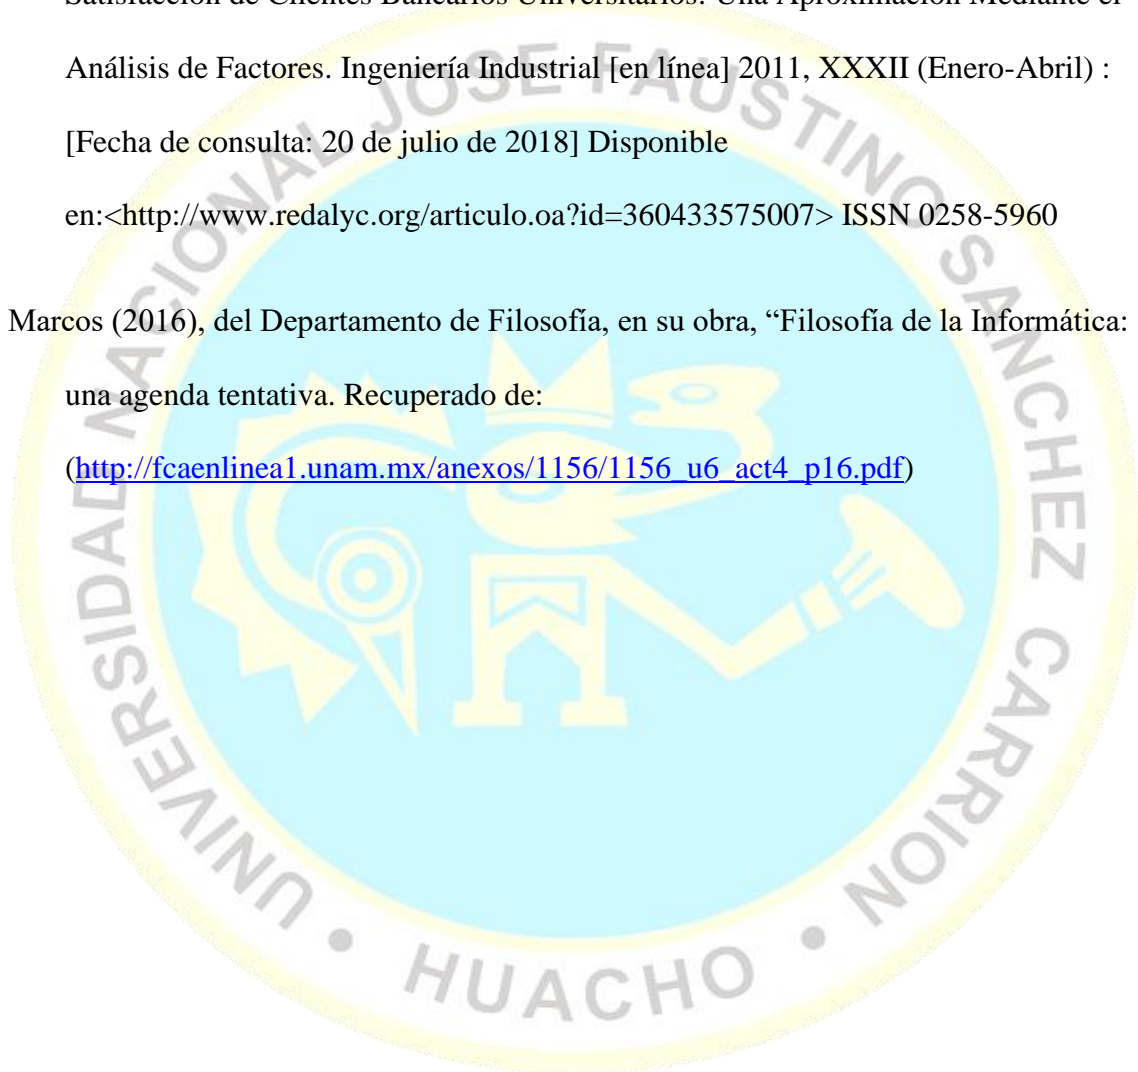 Satisfacción de Clientes Bancarios Universitarios: Una Aproximación Mediante el
Análisis de Factores. Ingeniería Industrial [en línea] 2011, XXXII (Enero-Abril) :
[Fecha de consulta: 20 de julio de 2018] Disponible
en:<http://www.redalyc.org/articulo.oa?id=360433575007> ISSN 0258-5960
Marcos (2016), del Departamento de Filosofía, en su obra, “Filosofía de la Informática:
una agenda tentativa. Recuperado de:
(http://fcaenlinea1.unam.mx/anexos/1156/1156_u6_act4_p16.pdf)
UNIVERSIDAD NACIONAL JOSE FAUSTINO SANCHEZ CARRION
• HUACHO •